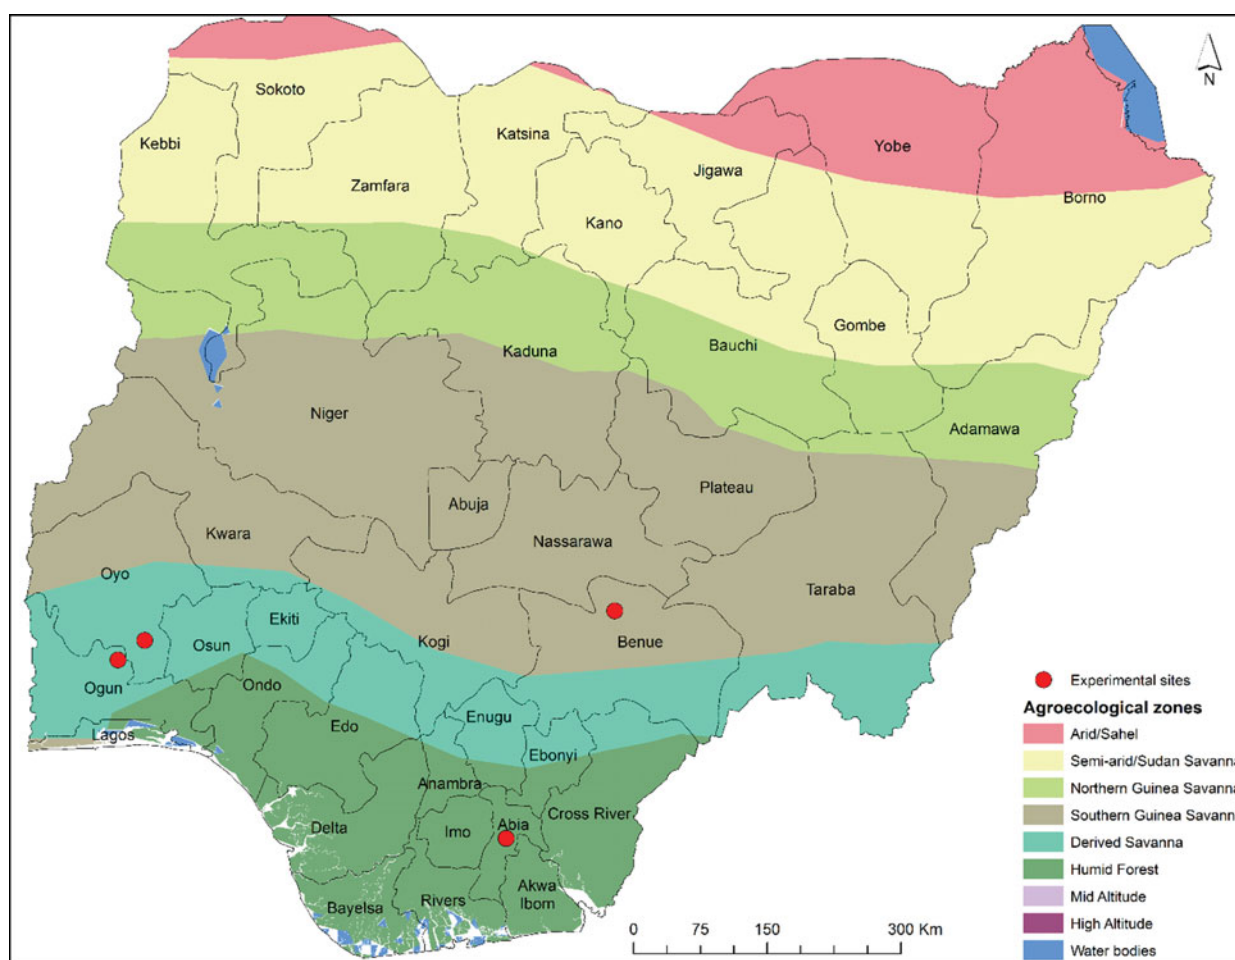 N
Sokoto
Katsina
Kebbi
Yobe
Jigawa
Zamfara
Borno
Kano
Gombe
Bauchi
Kaduna
Niger
Adamawa
Plateau
Abuja
Kwara
Nassarawa
Oyo
Taraba
Ekiti
Kogi
Benue
Osun
Ogun
Ondo
Enugu
Edo
Lagos
Ebonyi
Anambra
Cross River
Delta
Imo
Abia
Akwa
Ibom
Rivers
Bayelsa
0 75 150 300 Km
Experimental sites
Agroecological zones
Arid/Sahel
Semi-arid/Sudan Savanna
Northern Guinea Savanna
Southern Guinea Savanna
Derived Savanna
Humid Forest
Mid Altitude
High Altitude
Water bodies